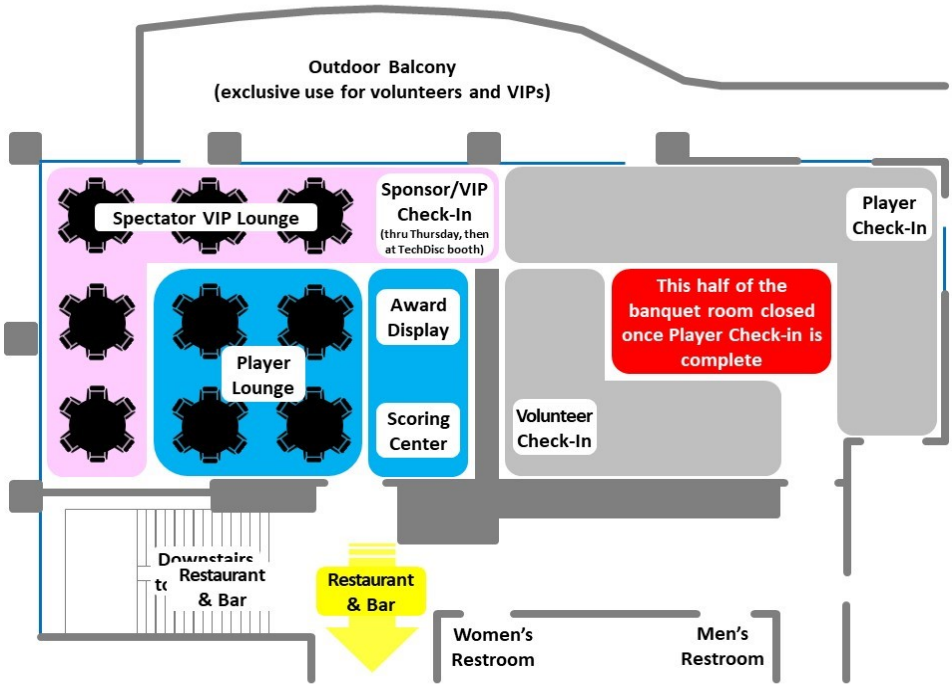 Outdoor Balcony
(exclusive use for volunteers and VIPs)
Spectator VIP Lounge
Sponsor/VIP
Check-In
(thru Thursday, then
at TechDisc booth)
Player
Check-In
Award
Display
This half of the
banquet room closed
once Player Check-in is
complete
Player
Lounge
Scoring
Center
Volunteer
Check-In
Downstairs
to
Restaurant
& Bar
Restaurant
& Bar
Women's
Restroom
Men's
Restroom